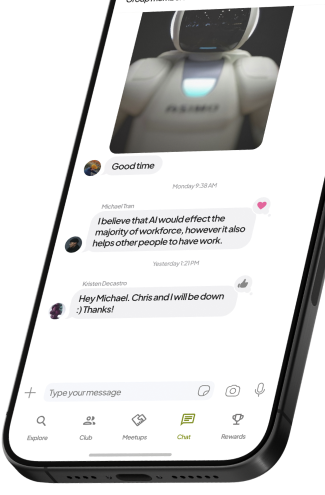 ASIMO
Good time
Monday 9:38 AM
Michael Tran
I believe that AI would effect the
majority of workforce, however it also
helps other people to have work.
Yesterday 1:21 PM
Kristen Decastro
Hey Michael. Chris and I will be down
:) Thanks!
Type your message
Explore
Club
Meetups
Chat
Rewards